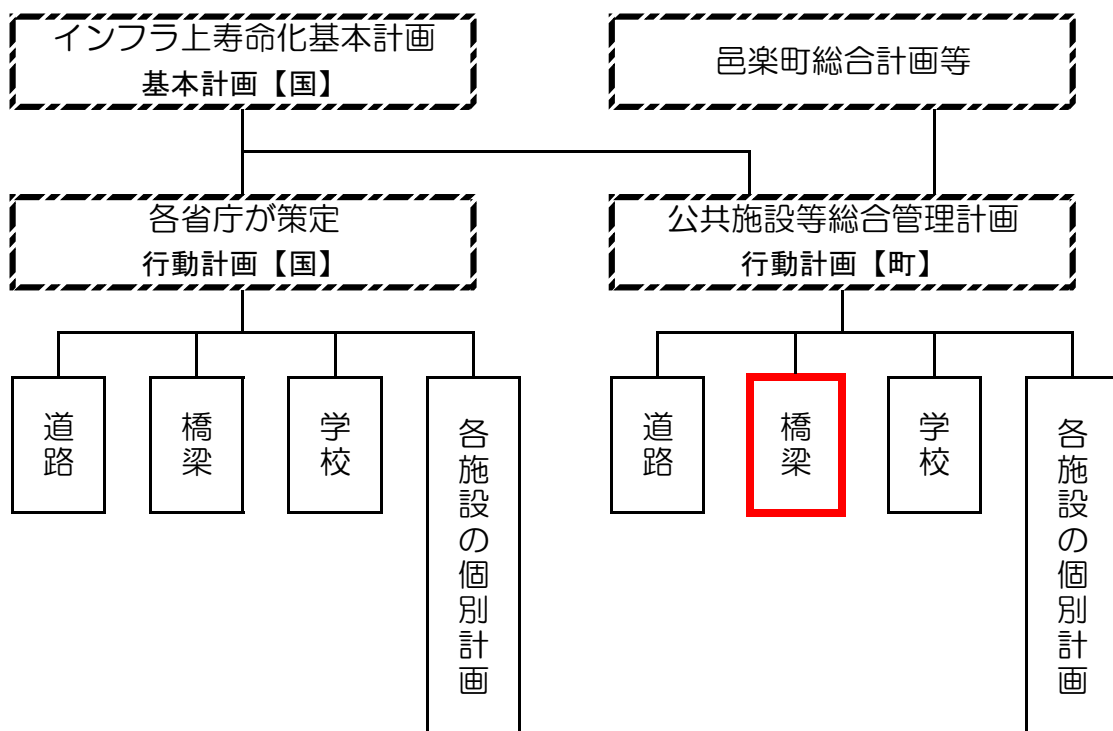 インフラ上寿命化基本計画
基本計画【国】
邑楽町総合計画等
各省庁が策定
行動計画【国】
公共施設等総合管理計画
行動計画【町】
道路
橋梁
学校
各施設の個別計画
道路
橋梁
学校
各施設の個別計画